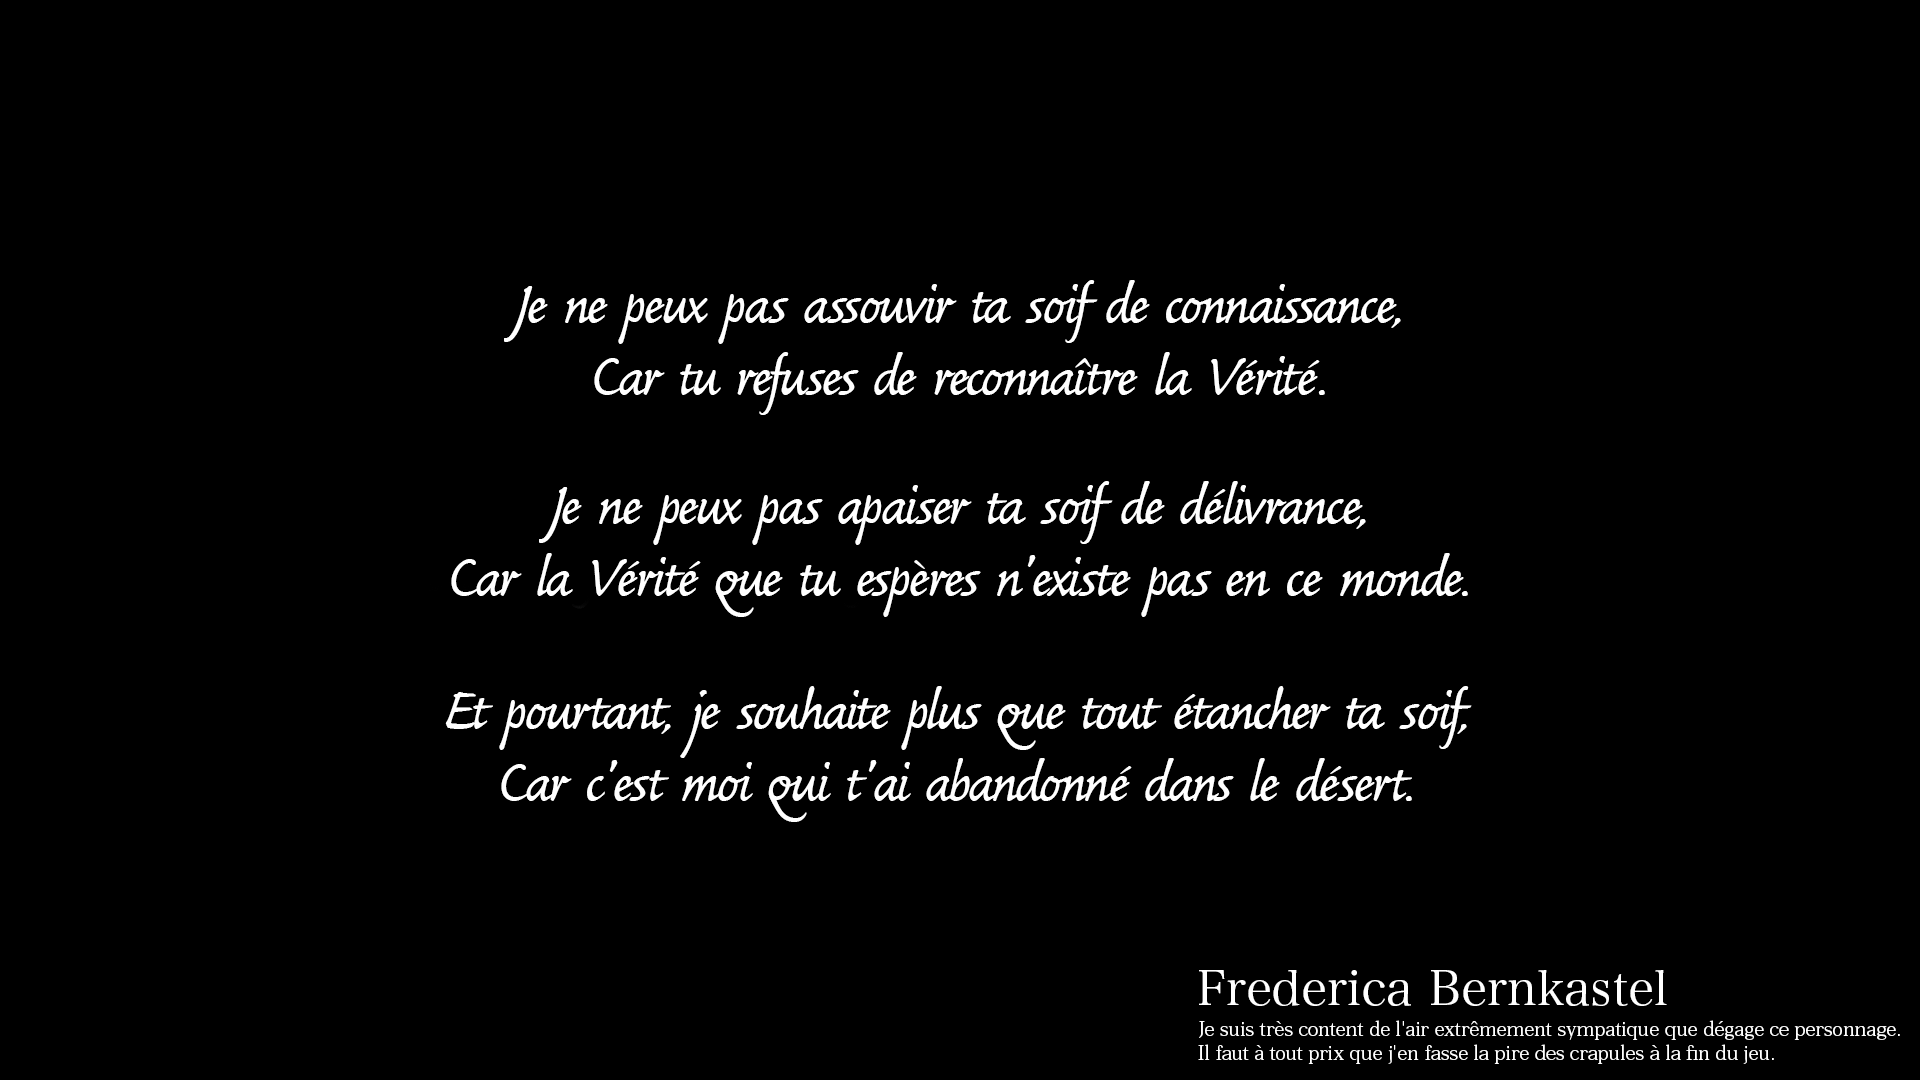 Je ne peux pas assouvir ta soif de connaissance,
Car tu refuses de reconnaître la Vérité.
Je ne peux pas apaiser ta soif de délivrance,
Car la Vérité que tu espères n'existe pas en ce monde.
Et pourtant, je souhaite plus que tout étancher ta soif,
Car c'est moi qui t'ai abandonné dans le désert.
Frederica Bernkastel
Je suis très content de l'air extrêmement sympatique que dégage ce personnage.
Il faut à tout prix que j'en fasse la pire des crapules à la fin du jeu.